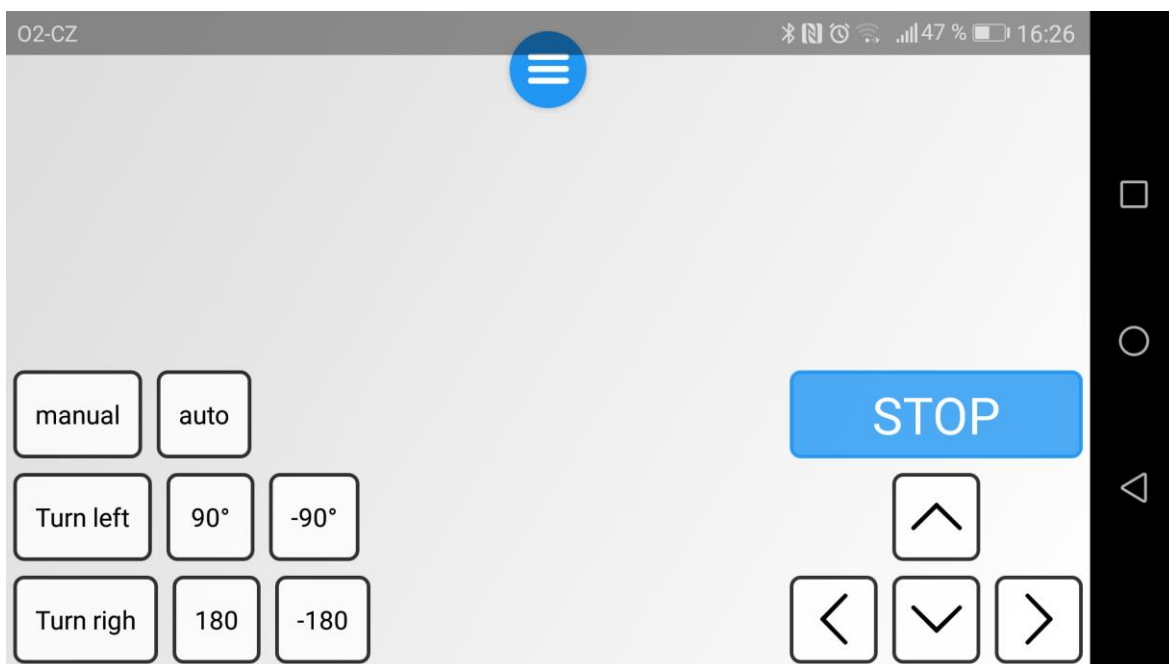 O2-CZ 47 % 16:26
manual auto STOP
Turn left 90° -90°
Turn righ 180 -180